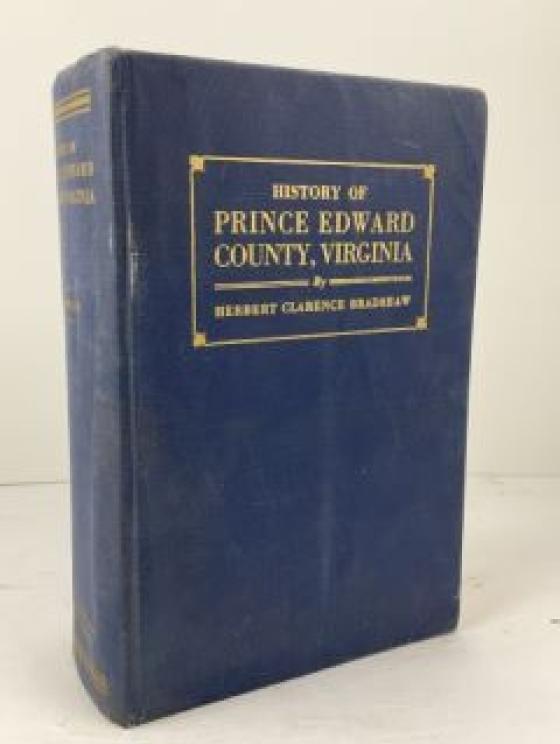 HISTORY OF
PRINCE EDWARD
COUNTY, VIRGINIA
By
HERBERT CLARENCE BRADSHAW